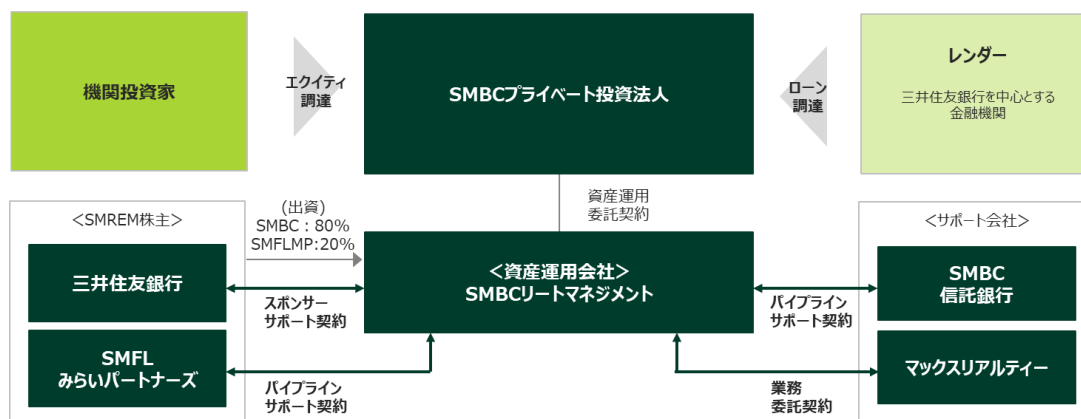 機関投資家
エクイティ
調達
SMBCプライベート投資法人
ローン
調達
レンダー
三井住友銀行を中心とする
金融機関
資産運用
委託契約
＜SMREM株主＞
(出資)
SMBC：80%
SMFLMP:20%
三井住友銀行
スポンサー
サポート契約
SMFL
みらいパートナーズ
パイプライン
サポート契約
＜資産運用会社＞
SMBCリートマネジメント
パイプライン
サポート契約
業務
委託契約
＜サポート会社＞
SMBC
信託銀行
マックスリアルティー